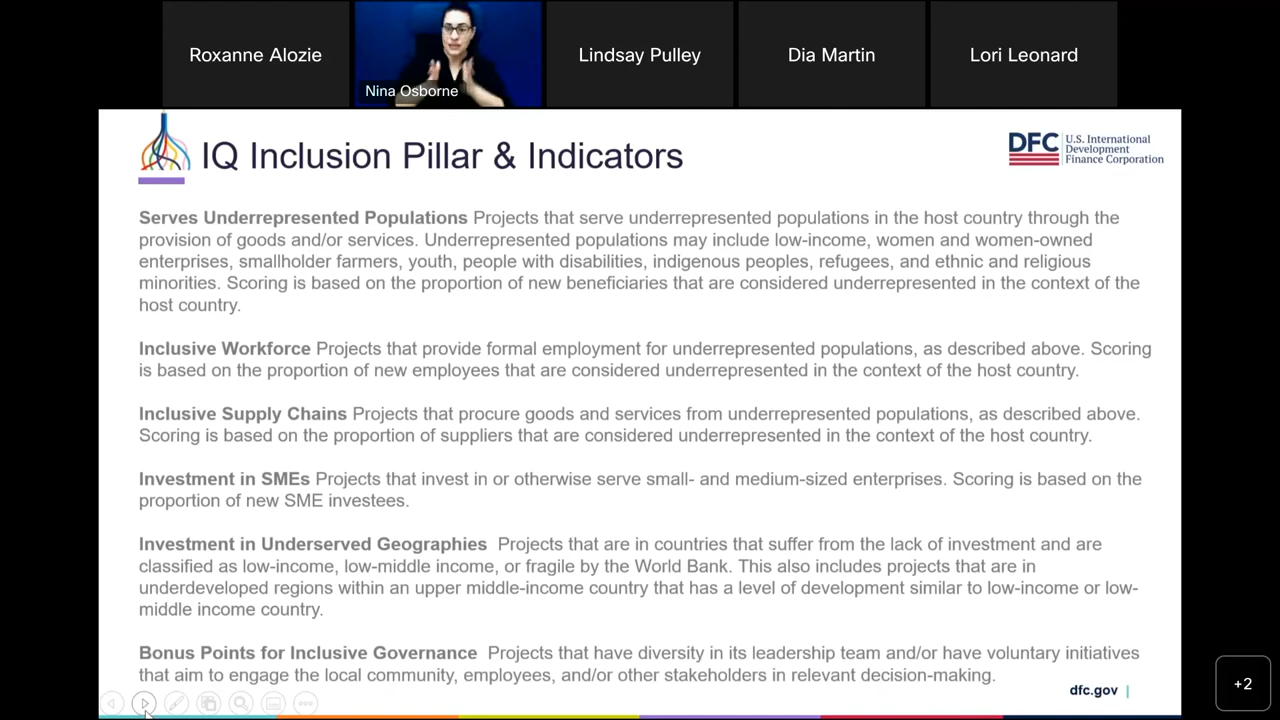 Roxanne Alozie
Nina Osborne
Lindsay Pulley
Dia Martin
Lori Leonard
IQ Inclusion Pillar & Indicators
DFC
U.S. International
Development
Finance Corporation
Serves Underrepresented Populations Projects that serve underrepresented populations in the host country through the
provision of goods and/or services. Underrepresented populations may include low-income, women and women-owned
enterprises, smallholder farmers, youth, people with disabilities, indigenous peoples, refugees, and ethnic and religious
minorities. Scoring is based on the proportion of new beneficiaries that are considered underrepresented in the context of the
host country.
Inclusive Workforce Projects that provide formal employment for underrepresented populations, as described above. Scoring
is based on the proportion of new employees that are considered underrepresented in the context of the host country.
Inclusive Supply Chains Projects that procure goods and services from underrepresented populations, as described above.
Scoring is based on the proportion of suppliers that are considered underrepresented in the context of the host country.
Investment in SMEs Projects that invest in or otherwise serve small- and medium-sized enterprises. Scoring is based on the
proportion of new SME investees.
Investment in Underserved Geographies Projects that are in countries that suffer from the lack of investment and are
classified as low-income, low-middle income, or fragile by the World Bank. This also includes projects that are in
underdeveloped regions within an upper middle-income country that has a level of development similar to low-income or low-
middle income country.
Bonus Points for Inclusive Governance Projects that have diversity in its leadership team and/or have voluntary initiatives
that aim to engage the local community, employees, and/or other stakeholders in relevant decision-making.
dfc.gov |
+2